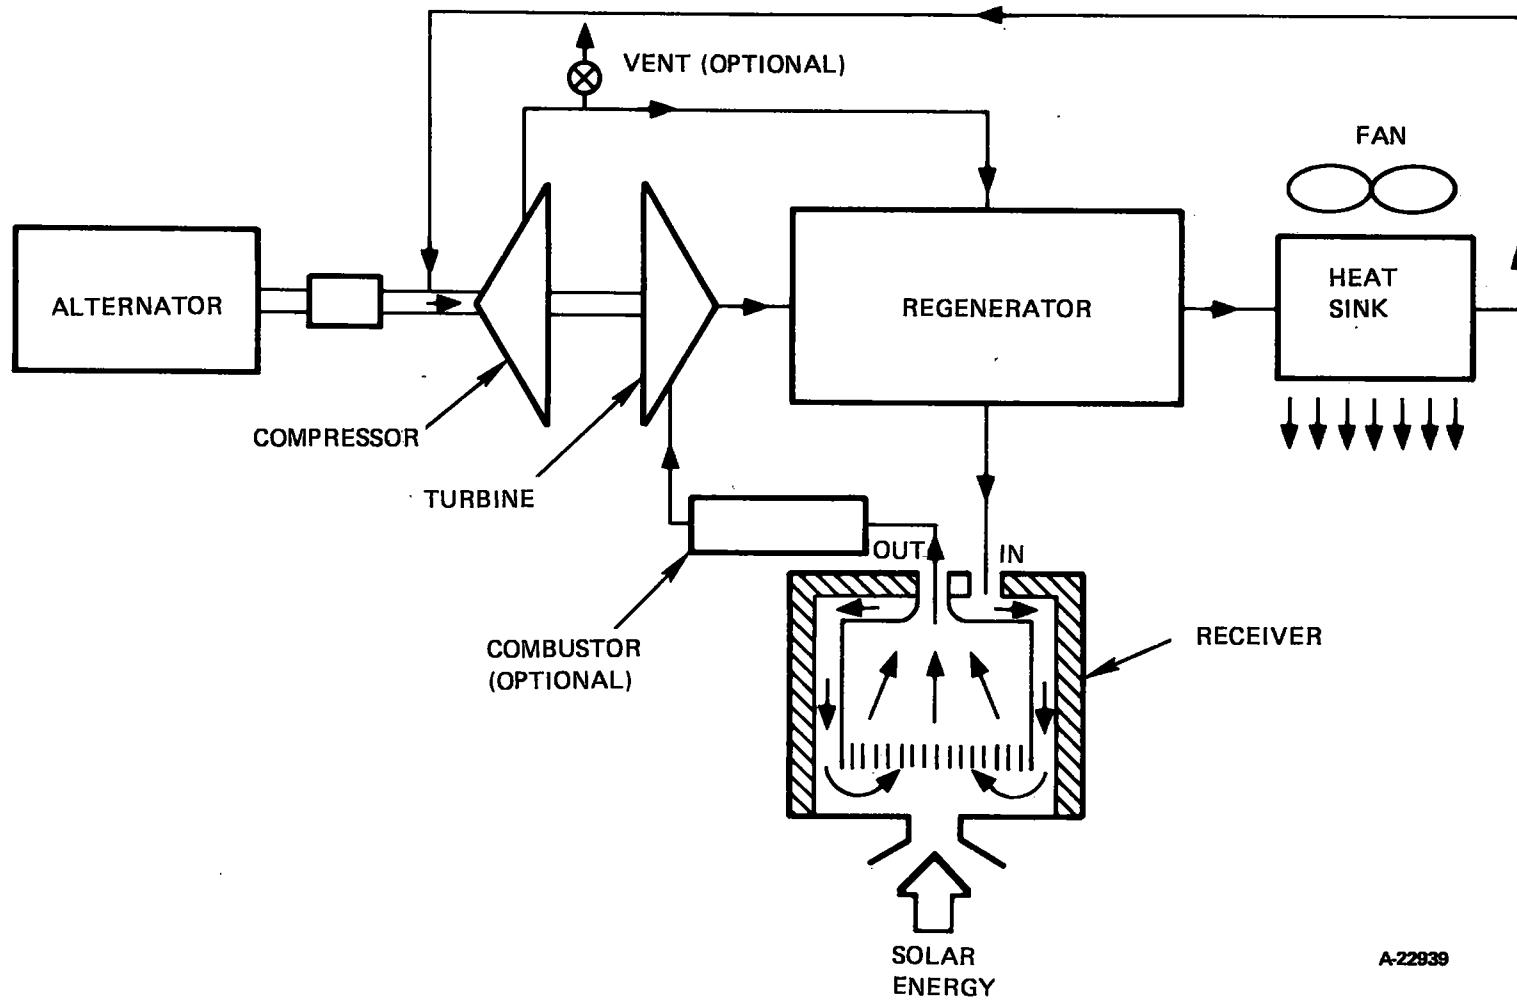 VENT (OPTIONAL)
FAN
ALTERNATOR
REGENERATOR
HEAT
SINK
COMPRESSOR
TURBINE
OUT
IN
COMBUSTOR
(OPTIONAL)
RECEIVER
SOLAR
ENERGY
A-22939